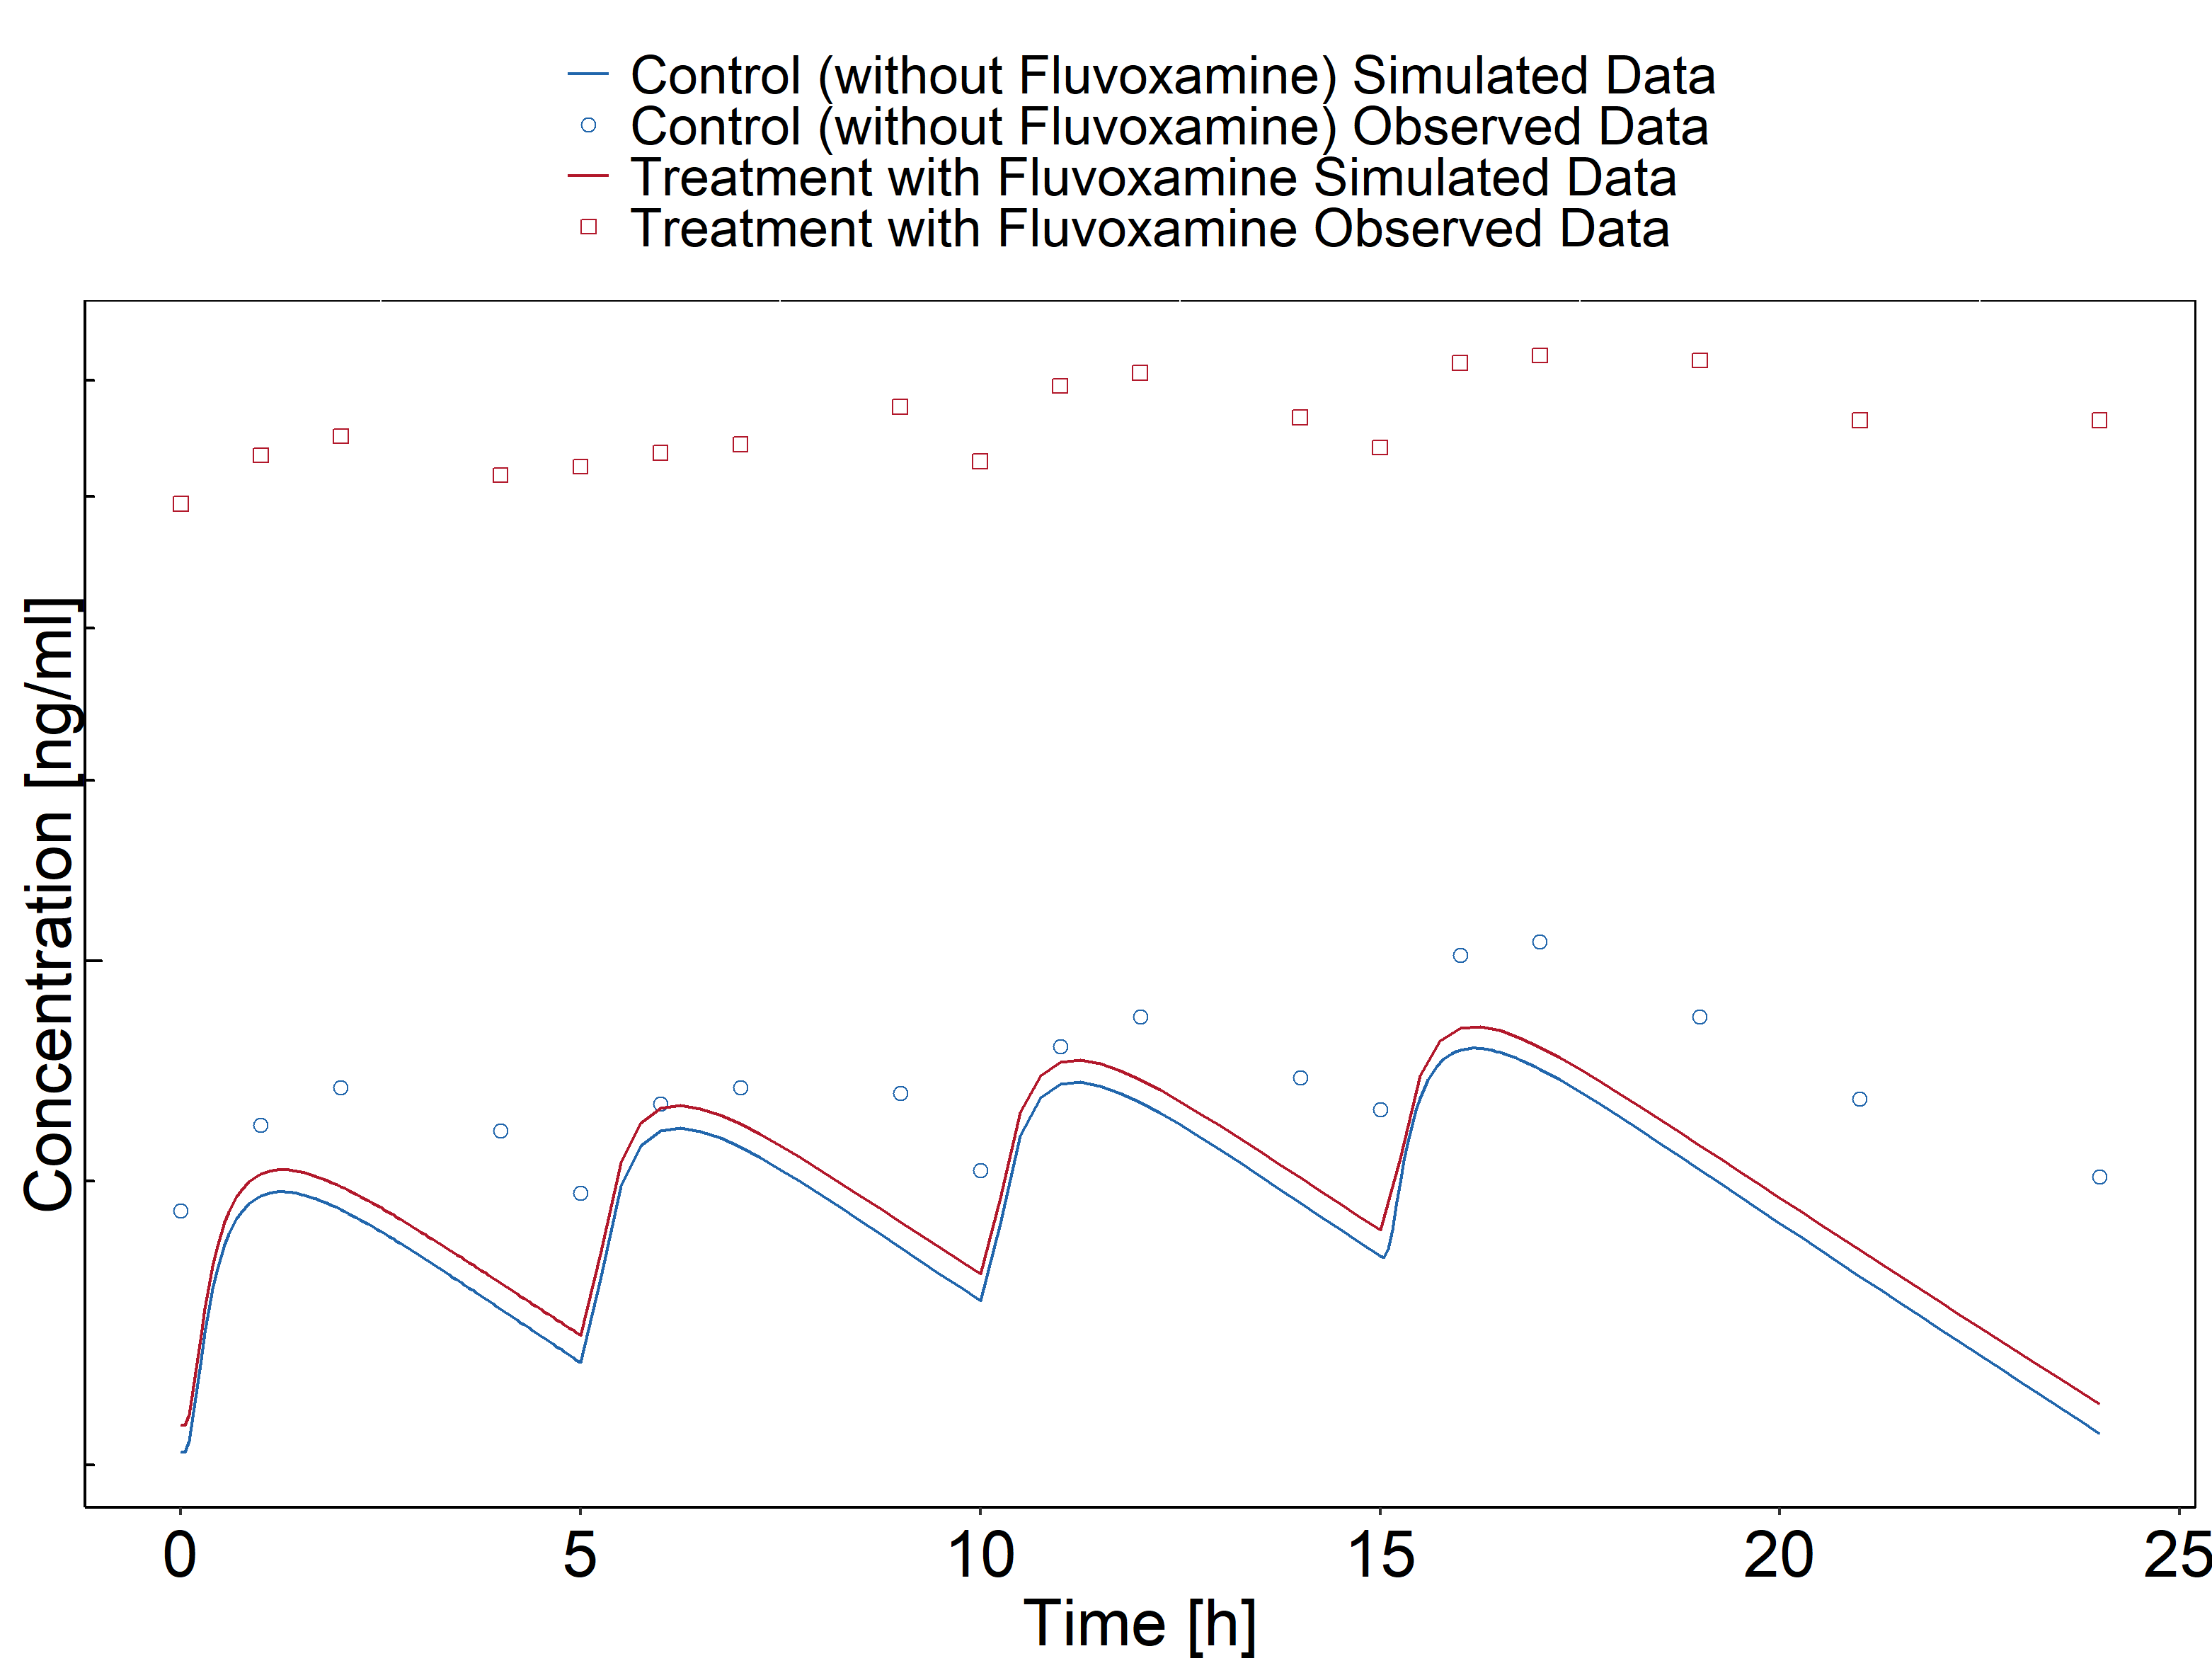 Control (without Fluvoxamine) Simulated Data
Control (without Fluvoxamine) Observed Data
Treatment with Fluvoxamine Simulated Data
Treatment with Fluvoxamine Observed Data
Concentration [ng/ml]
0 5 10 15 20 25
Time [h]